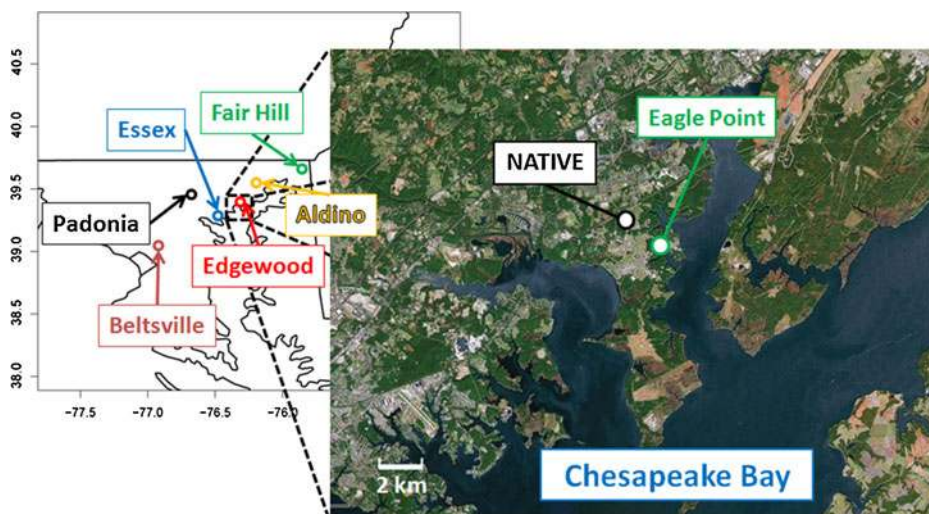 40.5
40.0
39.5
39.0
38.5
38.0
−77.5
−77.0
−76.5
−76.0
Fair Hill
Essex
Padonia
Aldino
Edgewood
Beltsville
Eagle Point
NATIVE
2 km
Chesapeake Bay